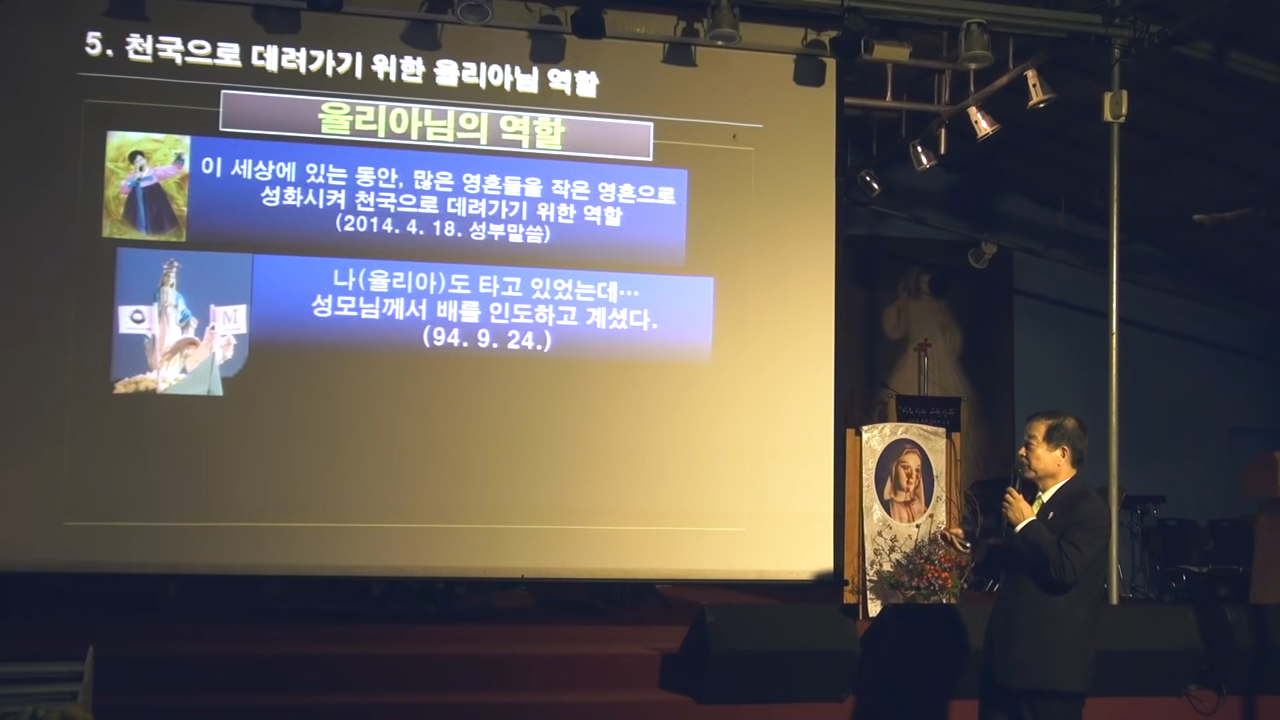 5. 천국으로 데려가기 위한 율리아님 역할
율리아님의 역할
이 세상에 있는 동안, 많은 영혼들을 작은 영혼으로
성화시켜 천국으로 데려가기 위한 역할
(2014. 4. 18. 성부말씀)
나(율리아)도 타고 있었는데…
성모님께서 배를 인도하고 계셨다.
(94. 9. 24.)
M